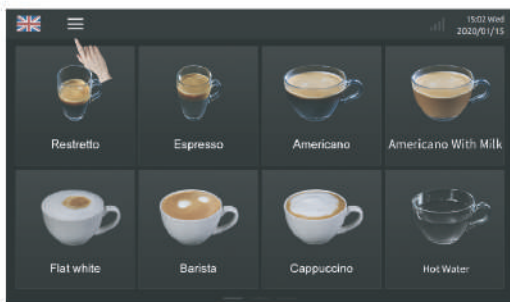 15:02 Wed
2020/01/15
Restretto
Espresso
Americano
Americano With Milk
Flat white
Barista
Cappuccino
Hot Water